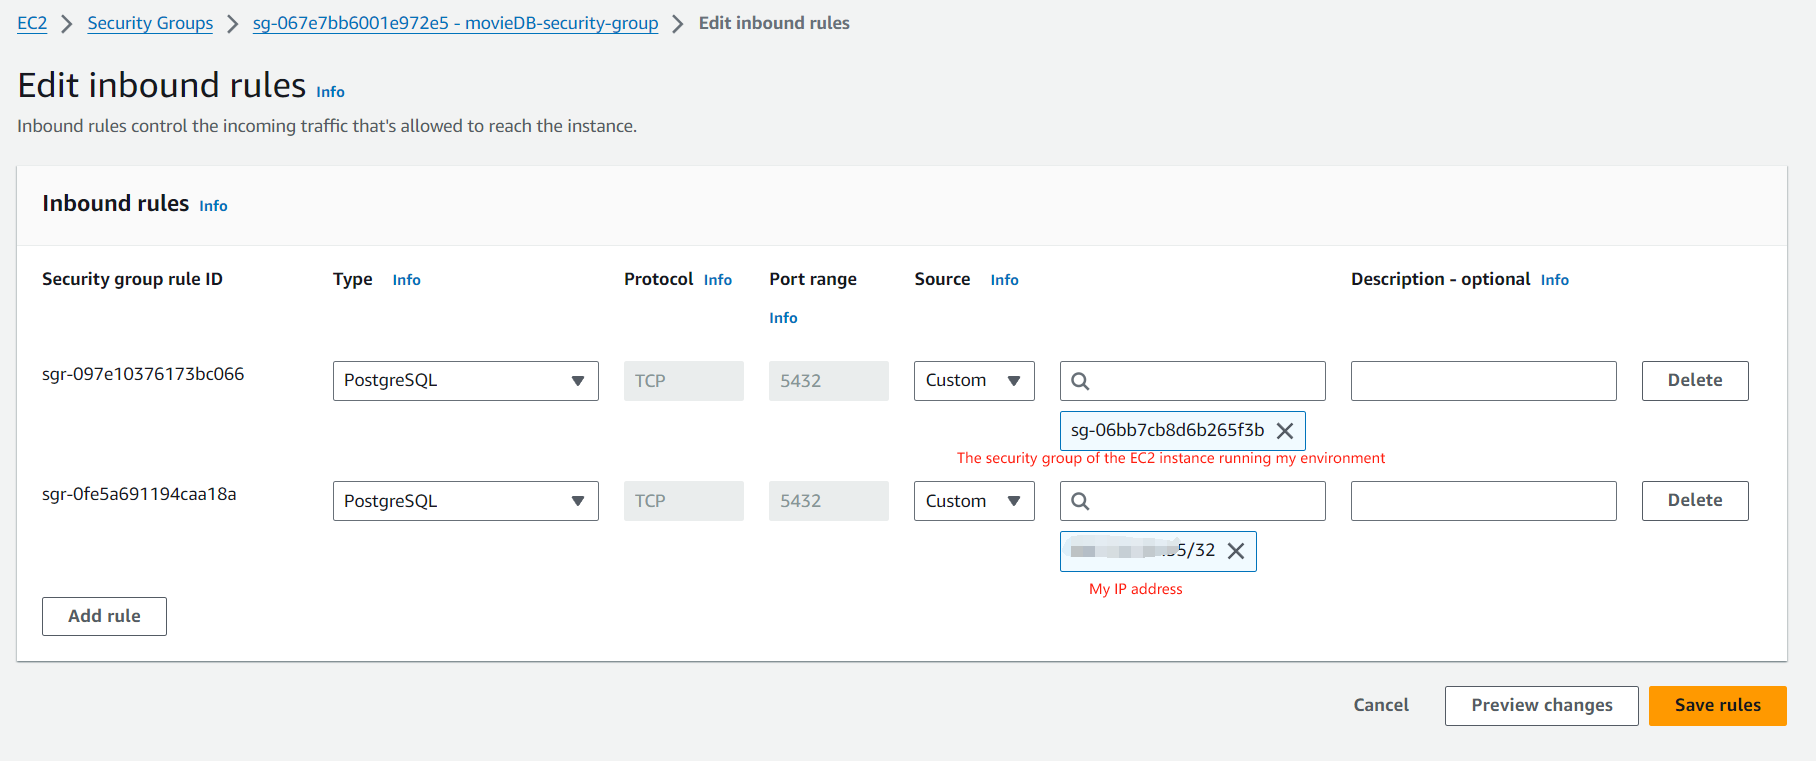 EC2 > Security Groups > sg-067e7bb6001e972e5 - movieDB-security-group > Edit inbound rules
Edit inbound rules Info
Inbound rules control the incoming traffic that's allowed to reach the instance.
Inbound rules Info
Security group rule ID Type Info Protocol Info Port range Source Info Description - optional Info
Info
sgr-097e10376173bc066 PostgreSQL TCP 5432 Custom Delete
sg-06bb7cb8d6b265f3b
The security group of the EC2 instance running my environment
sgr-0fe5a691194caa18a PostgreSQL TCP 5432 Custom Delete
5/32
My IP address
Add rule
Cancel Preview changes Save rules